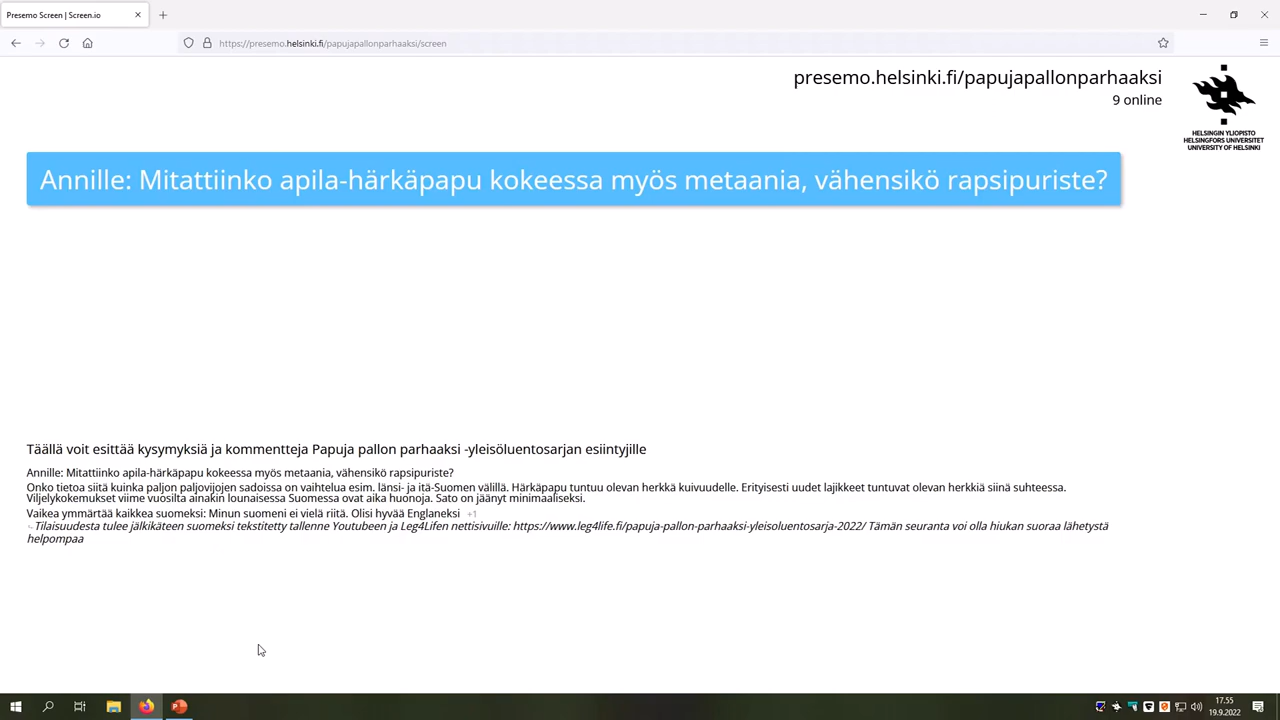 Presemo Screen | Screen.io
https://presemo.helsinki.fi/papujapallonparhaaksi/screen
presemo.helsinki.fi/papujapallonparhaaksi
9 online
HELSINGIN YLIOPISTO
HELSINGFORS UNIVERSITET
UNIVERSITY OF HELSINKI
Annille: Mitattiinko apila-härkäpapu kokeessa myös metaania, vähensikö rapsipuriste?
Täällä voit esittää kysymyksiä ja kommentteja Papuja pallon parhaaksi -yleisöluentosarjan esiintyjille
Annille: Mitattiinko apila-härkäpapu kokeessa myös metaania, vähensikö rapsipuriste?
Onko tietoa siitä kuinka paljon paljovijojen sadoissa on vaihtelua esim. länsi- ja itä-Suomen välillä. Härkäpapu tuntuu olevan herkkä kuivuudelle. Erityisesti uudet lajikkeet tuntuvat olevan herkkiä siinä suhteessa.
Viljelykokemukset viime vuosilta ainakin lounaisessa Suomessa ovat aika huonoja. Sato on jäänyt minimaaliseksi.
Vaikea ymmärtää kaikkea suomeksi: Minun suomeni ei vielä riitä. Olisi hyvää Englaneksi +1
Tilaisuudesta tulee jälkikäteen suomeksi tekstitetty tallenne Youtubeen ja Leg4Lifen nettisivuille: https://www.leg4life.fi/papuja-pallon-parhaaksi-yleisoluentosarja-2022/ Tämän seuranta voi olla hiukan suoraa lähetystä
helpompaa
17.55
19.9.2022